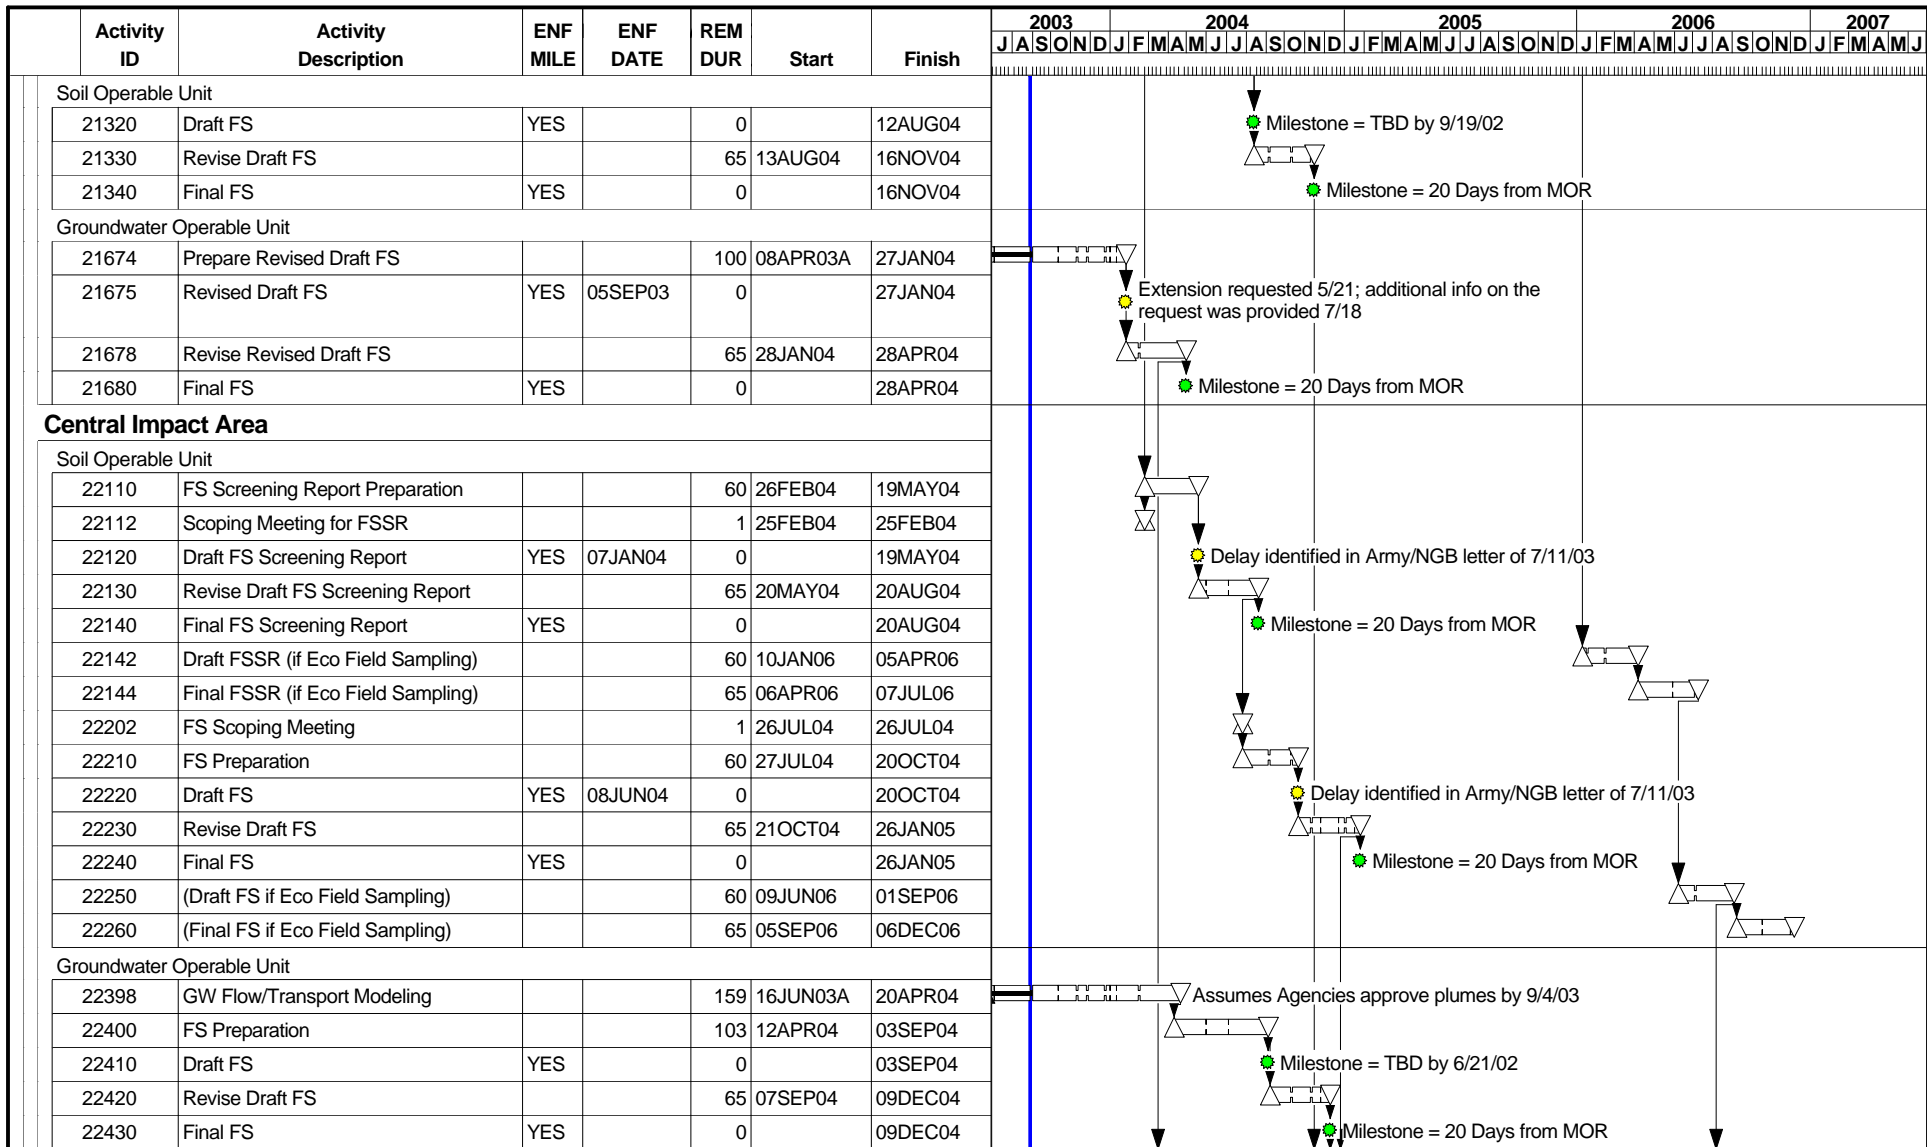 Activity ID Activity Description ENF MILE ENF DATE REM DUR Start Finish 2003 2004 2005 2006 2007
J A S O N D J F M A M J J A S O N D J F M A M J J A S O N D J F M A M J J A S O N D J F M A M J
Soil Operable Unit
21320 Draft FS YES 0 12AUG04 Milestone = TBD by 9/19/02
21330 Revise Draft FS 65 13AUG04 16NOV04
21340 Final FS YES 0 16NOV04 Milestone = 20 Days from MOR
Groundwater Operable Unit
21674 Prepare Revised Draft FS 100 08APR03A 27JAN04
21675 Revised Draft FS YES 05SEP03 0 27JAN04 Extension requested 5/21; additional info on the
request was provided 7/18
21678 Revise Revised Draft FS 65 28JAN04 28APR04
21680 Final FS YES 0 28APR04 Milestone = 20 Days from MOR
Central Impact Area
Soil Operable Unit
22110 FS Screening Report Preparation 60 26FEB04 19MAY04
22112 Scoping Meeting for FSSR 1 25FEB04 25FEB04
22120 Draft FS Screening Report YES 07JAN04 0 19MAY04 Delay identified in Army/NGB letter of 7/11/03
22130 Revise Draft FS Screening Report 65 20MAY04 20AUG04
22140 Final FS Screening Report YES 0 20AUG04 Milestone = 20 Days from MOR
22142 Draft FSSR (if Eco Field Sampling) 60 10JAN06 05APR06
22144 Final FSSR (if Eco Field Sampling) 65 06APR06 07JUL06
22202 FS Scoping Meeting 1 26JUL04 26JUL04
22210 FS Preparation 60 27JUL04 20OCT04
22220 Draft FS YES 08JUN04 0 20OCT04 Delay identified in Army/NGB letter of 7/11/03
22230 Revise Draft FS 65 21OCT04 26JAN05
22240 Final FS YES 0 26JAN05 Milestone = 20 Days from MOR
22250 (Draft FS if Eco Field Sampling) 60 09JUN06 01SEP06
22260 (Final FS if Eco Field Sampling) 65 05SEP06 06DEC06
Groundwater Operable Unit
22398 GW Flow/Transport Modeling 159 16JUN03A 20APR04 Assumes Agencies approve plumes by 9/4/03
22400 FS Preparation 103 12APR04 03SEP04
22410 Draft FS YES 0 03SEP04 Milestone = TBD by 6/21/02
22420 Revise Draft FS 65 07SEP04 09DEC04
22430 Final FS YES 0 09DEC04 Milestone = 20 Days from MOR